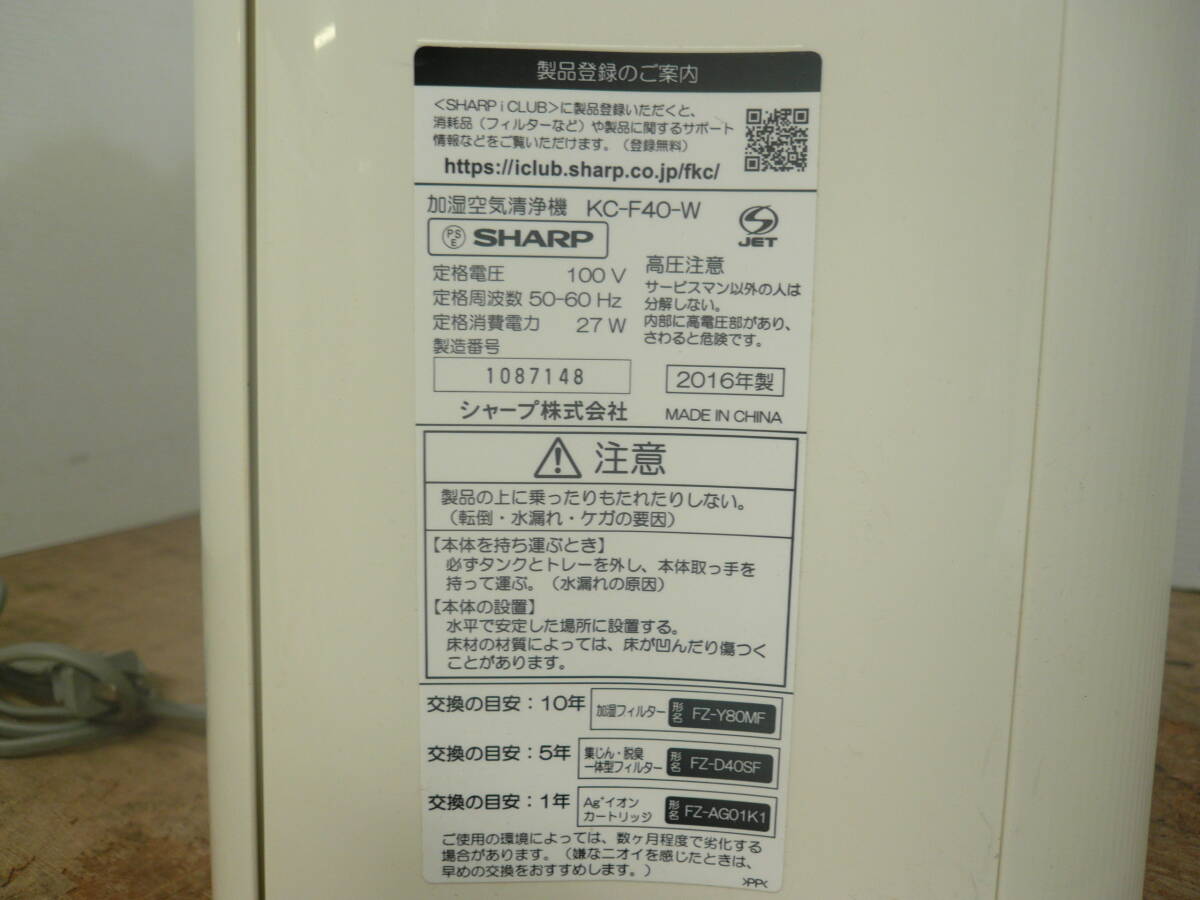 製品登録のご案内
＜SHARP i CLUB＞に製品登録いただくと、
消耗品（フィルターなど）や製品に関するサポート
情報などをご覧いただけます。（登録無料）
https://iclub.sharp.co.jp/fkc/
加湿空気清浄機 KC-F40-W
PS
E
SHARP
JET
定格電圧 100 V
定格周波数 50-60 Hz
定格消費電力 27 W
製造番号
1087148
シャープ株式会社
高圧注意
サービスマン以外の人は
分解しない。
内部に高電圧部があり、
さわると危険です。
2016年製
MADE IN CHINA
注意
製品の上に乗ったりもたれたりしない。
（転倒・水漏れ・ケガの要因）
【本体を持ち運ぶとき】
必ずタンクとトレーを外し、本体取っ手を
持って運ぶ。（水漏れの原因）
【本体の設置】
水平で安定した場所に設置する。
床材の材質によっては、床が凹んだり傷つく
ことがあります。
交換の目安：10年 加湿フィルター 形名 FZ-Y80MF
交換の目安：5年 集じん・脱臭
一体型フィルター 形名 FZ-D40SF
交換の目安：1年 Ag⁺イオン
カートリッジ 形名 FZ-AG01K1
ご使用の環境によっては、数ヶ月程度で劣化する
場合があります。（嫌なニオイを感じたときは、
早めの交換をおすすめします。）
>PP<